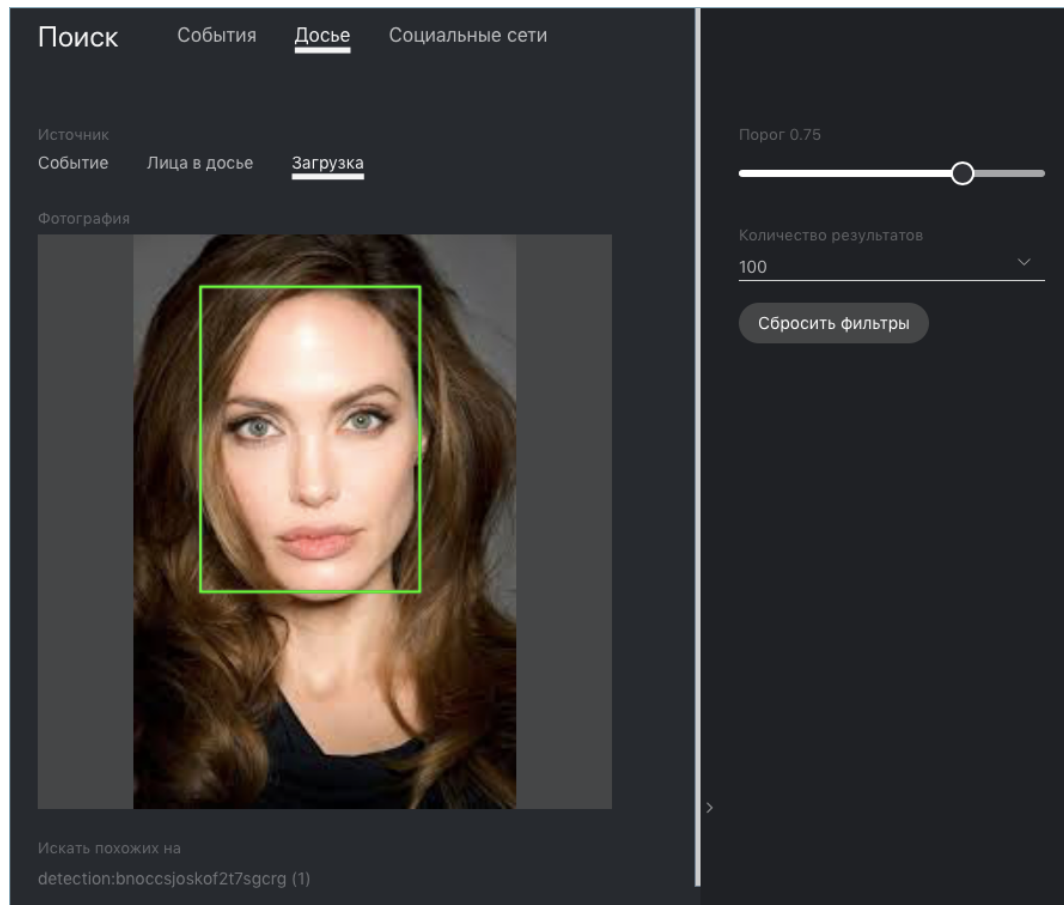 Поиск События Досье Социальные сети
Источник
Событие Лица в досье Загрузка
Фотография
Искать похожих на
detection:bnoccsjoskof2t7sgcrg (1)
Порог 0.75
Количество результатов
100
Сбросить фильтры